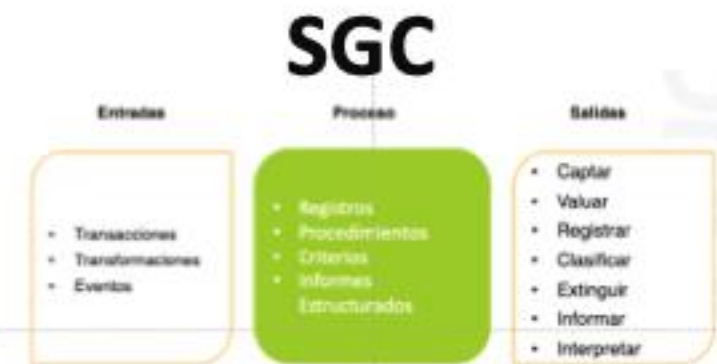 SGC
Entradas
Proceso
Salidas
• Transacciones
• Transformaciones
• Eventos
• Registros
• Procedimientos
• Criterios
• Informes
Estructurados
• Captar
• Valuar
• Registrar
• Clasificar
• Extinguir
• Informar
• Interpretar